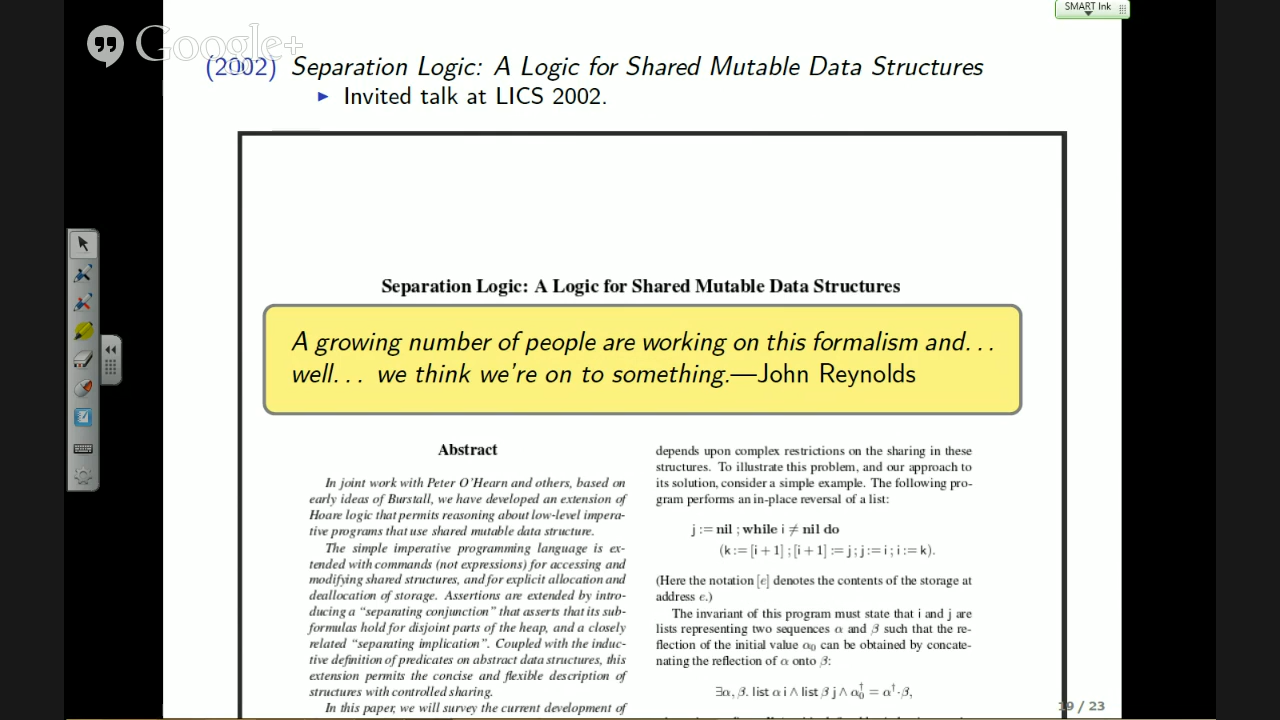 SMART Ink
Google+
(2002) Separation Logic: A Logic for Shared Mutable Data Structures
▶ Invited talk at LICS 2002.
Separation Logic: A Logic for Shared Mutable Data Structures
A growing number of people are working on this formalism and. . .
well. . . we think we're on to something.—John Reynolds
Abstract
In joint work with Peter O'Hearn and others, based on
early ideas of Burstall, we have developed an extension of
Hoare logic that permits reasoning about low-level impera-
tive programs that use shared mutable data structure.
The simple imperative programming language is ex-
tended with commands (not expressions) for accessing and
modifying shared structures, and for explicit allocation and
deallocation of storage. Assertions are extended by intro-
ducing a "separating conjunction" that asserts that its sub-
formulas hold for disjoint parts of the heap, and a closely
related "separating implication". Coupled with the induc-
tive definition of predicates on abstract data structures, this
extension permits the concise and flexible description of
structures with controlled sharing.
In this paper, we will survey the current development of
depends upon complex restrictions on the sharing in these
structures. To illustrate this problem, and our approach to
its solution, consider a simple example. The following pro-
gram performs an in-place reversal of a list:
j := nil ; while i ≠ nil do
(k := [i + 1] ; [i + 1] := j ; j := i ; i := k).
(Here the notation [e] denotes the contents of the storage at
address e.)
The invariant of this program must state that i and j are
lists representing two sequences α and β such that the re-
flection of the initial value α₀ can be obtained by concate-
nating the reflection of α onto β:
∃α, β. list α i ∧ list β j ∧ α₀† = α†·β,
19 / 23